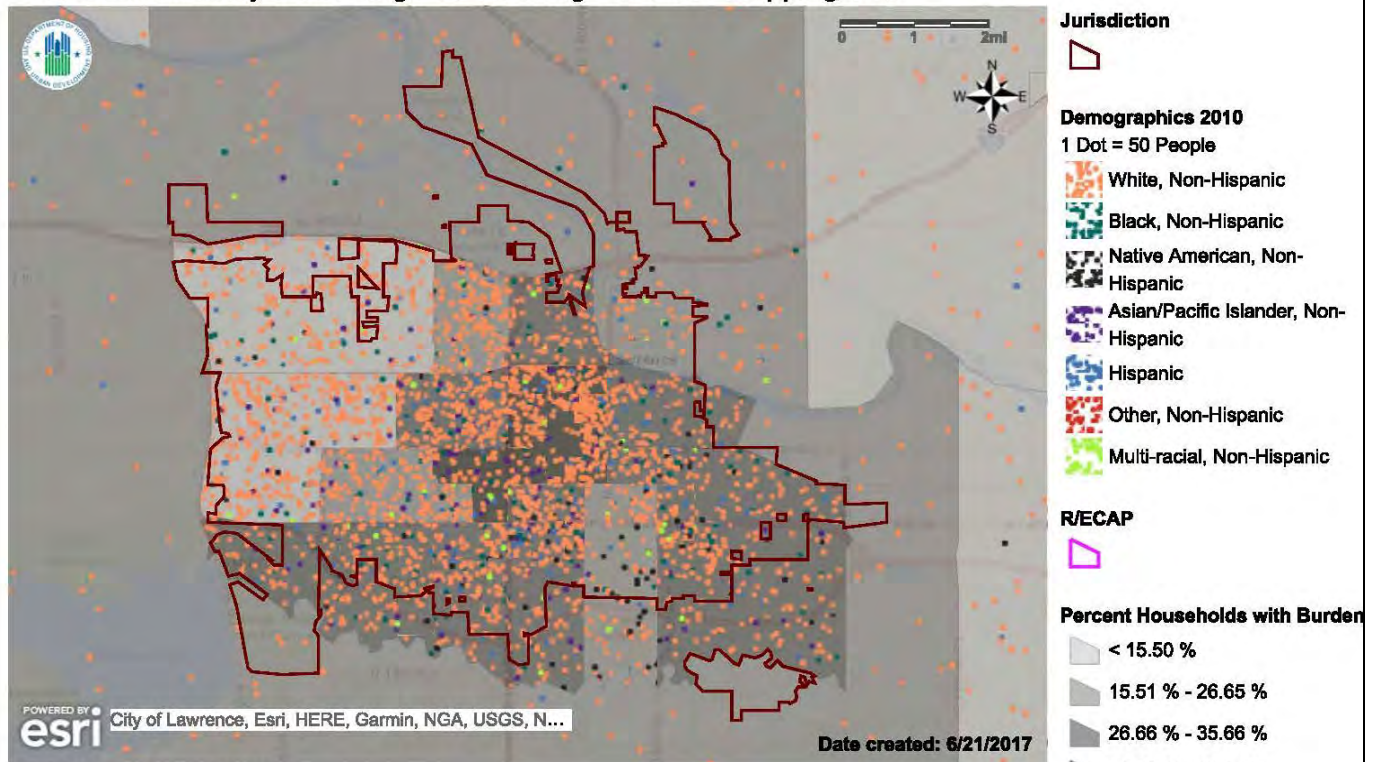 0 1 2mi
N
W E
S
Jurisdiction
Demographics 2010
1 Dot = 50 People
White, Non-Hispanic
Black, Non-Hispanic
Native American, Non-
Hispanic
Asian/Pacific Islander, Non-
Hispanic
Hispanic
Other, Non-Hispanic
Multi-racial, Non-Hispanic
R/ECAP
Percent Households with Burden
< 15.50 %
15.51 % - 26.65 %
26.66 % - 35.66 %
POWERED BY
esri
City of Lawrence, Esri, HERE, Garmin, NGA, USGS, N...
Date created: 6/21/2017